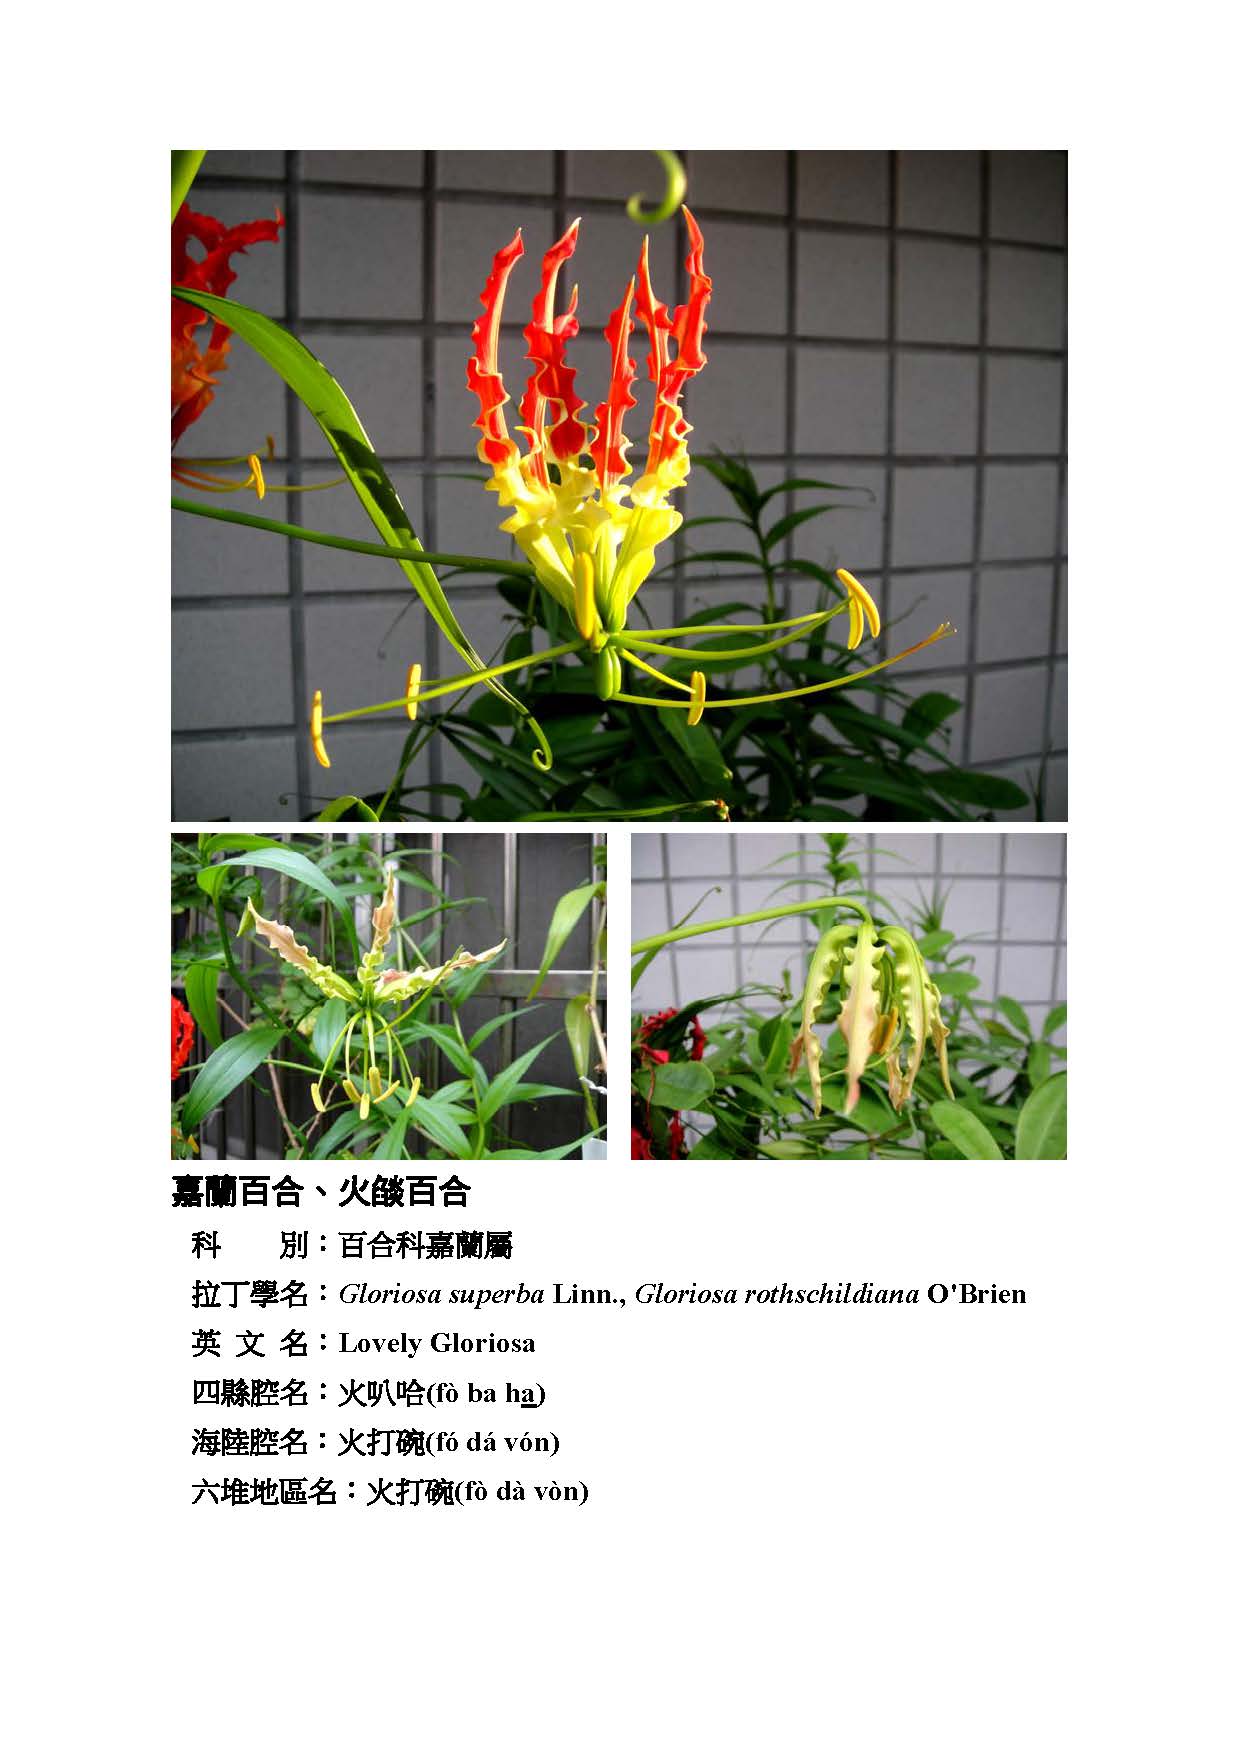 嘉蘭百合、火燄百合
科　　別：百合科嘉蘭屬
拉丁學名：Gloriosa superba Linn., Gloriosa rothschildiana O'Brien
英 文 名：Lovely Gloriosa
四縣腔名：火叭哈(fò ba ha)
海陸腔名：火打碗(fó dá vón)
六堆地區名：火打碗(fò dà vòn)